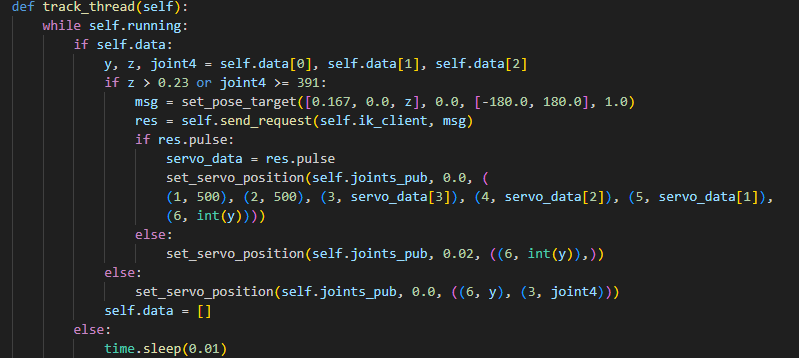 def track_thread(self):
    while self.running:
        if self.data:
            y, z, joint4 = self.data[0], self.data[1], self.data[2]
            if z > 0.23 or joint4 >= 391:
                msg = set_pose_target([0.167, 0.0, z], 0.0, [-180.0, 180.0], 1.0)
                res = self.send_request(self.ik_client, msg)
                if res.pulse:
                    servo_data = res.pulse
                    set_servo_position(self.joints_pub, 0.0, (
                    (1, 500), (2, 500), (3, servo_data[3]), (4, servo_data[2]), (5, servo_data[1]),
                    (6, int(y))))
                else:
                    set_servo_position(self.joints_pub, 0.02, ((6, int(y)),))
            else:
                set_servo_position(self.joints_pub, 0.0, ((6, y), (3, joint4)))
            self.data = []
        else:
            time.sleep(0.01)